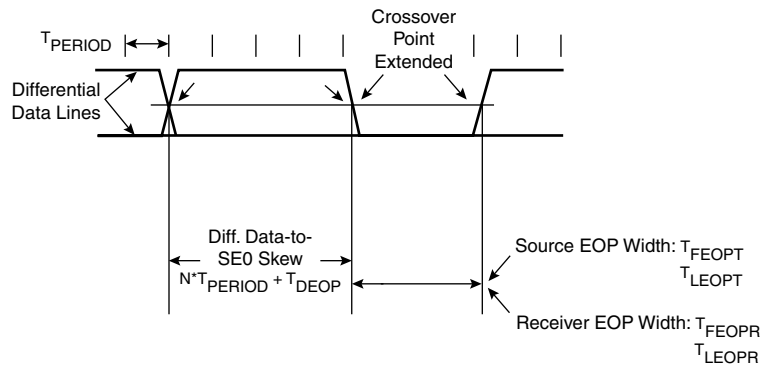 TPERIOD
Crossover
Point
Extended
Differential
Data Lines
Diff. Data-to-
SE0 Skew
N*TPERIOD + TDEOP
Source EOP Width: TFEOPT
TLEOPT
Receiver EOP Width: TFEOPR
TLEOPR